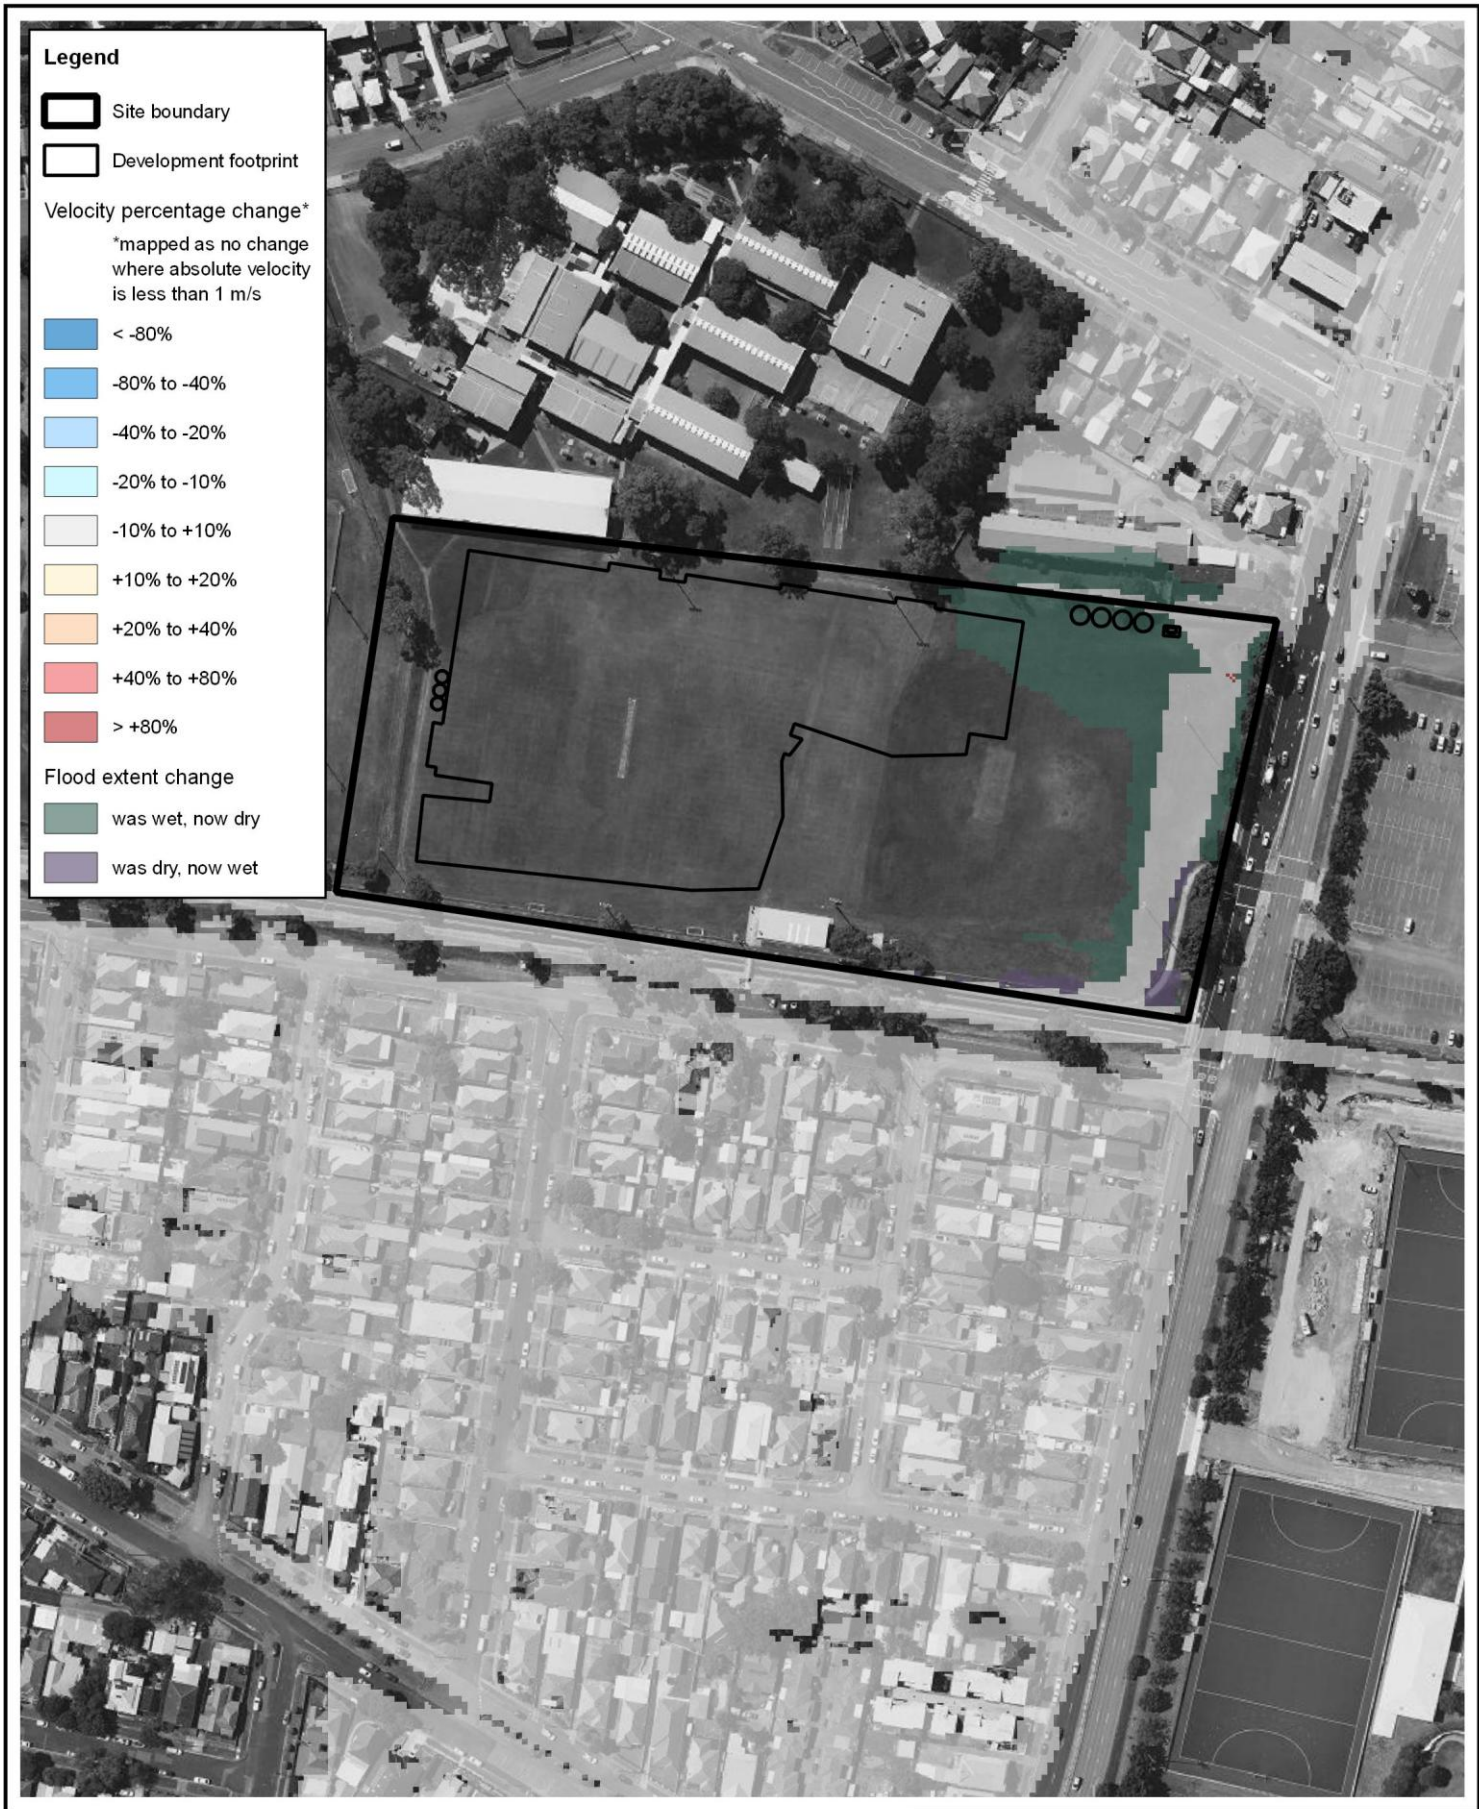 Legend
Site boundary
Development footprint
Velocity percentage change*
*mapped as no change
where absolute velocity
is less than 1 m/s
< -80%
-80% to -40%
-40% to -20%
-20% to -10%
-10% to +10%
+10% to +20%
+20% to +40%
+40% to +80%
> +80%
Flood extent change
was wet, now dry
was dry, now wet